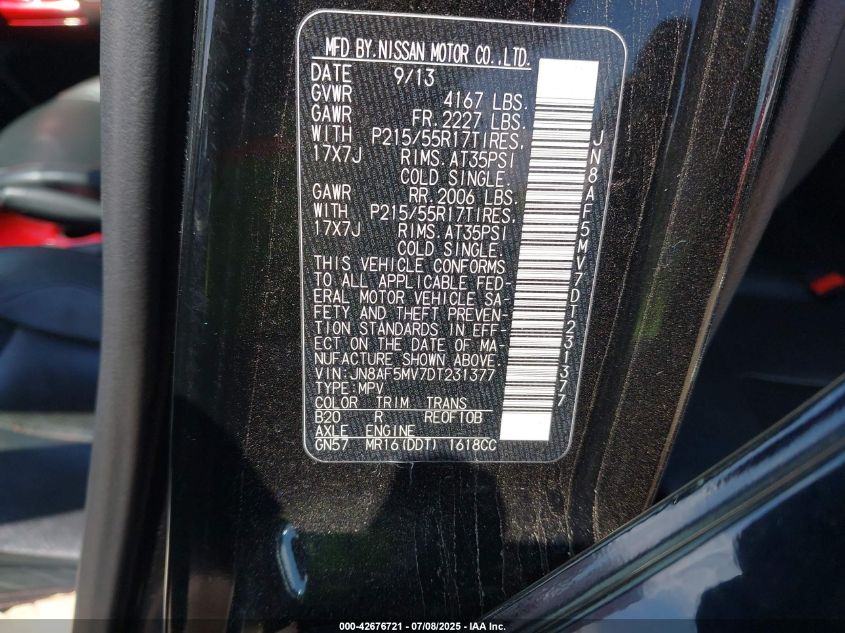 MFD BY.NISSAN MOTOR CO.,LTD.
DATE 9/13
GVWR 4167 LBS.
GAWR FR.2227 LBS.
WITH P215/55R17TIRES,
17X7J RIMS.AT35PSI
COLD SINGLE.
GAWR RR.2006 LBS.
WITH P215/55R17TIRES,
17X7J RIMS.AT35PSI
COLD SINGLE.
THIS VEHICLE CONFORMS
TO ALL APPLICABLE FED-
ERAL MOTOR VEHICLE SA-
FETY AND THEFT PREVEN-
TION STANDARDS IN EFF-
ECT ON THE DATE OF MA-
NUFACTURE SHOWN ABOVE.
VIN:JN8AF5MV7DT231377
TYPE:MPV
COLOR TRIM TRANS
B20 R RE0F10B
AXLE ENGINE
GN57 MR16(DDT) 1618CC
JN8AF5MV7DT231377
000-42676721 | 07/08/2025 - IAA Inc.